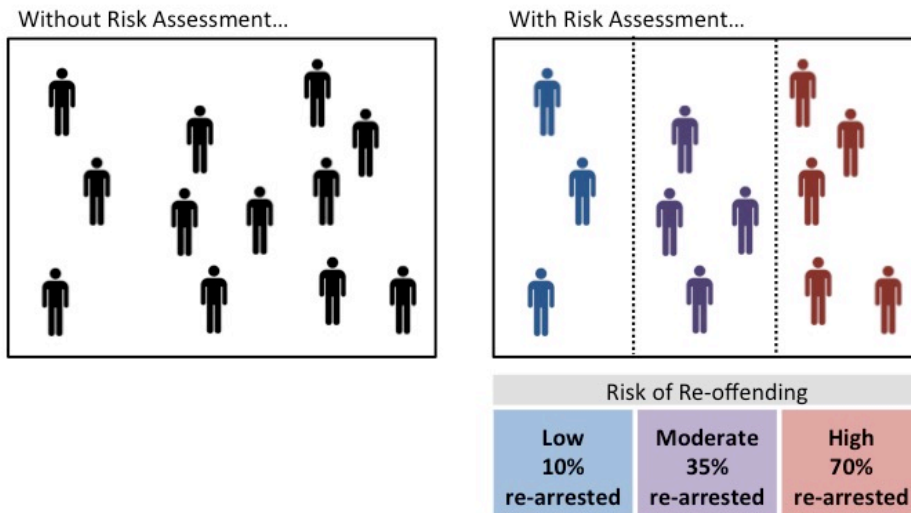 Without Risk Assessment...
With Risk Assessment...
Risk of Re-offending
Low
10%
re-arrested
Moderate
35%
re-arrested
High
70%
re-arrested